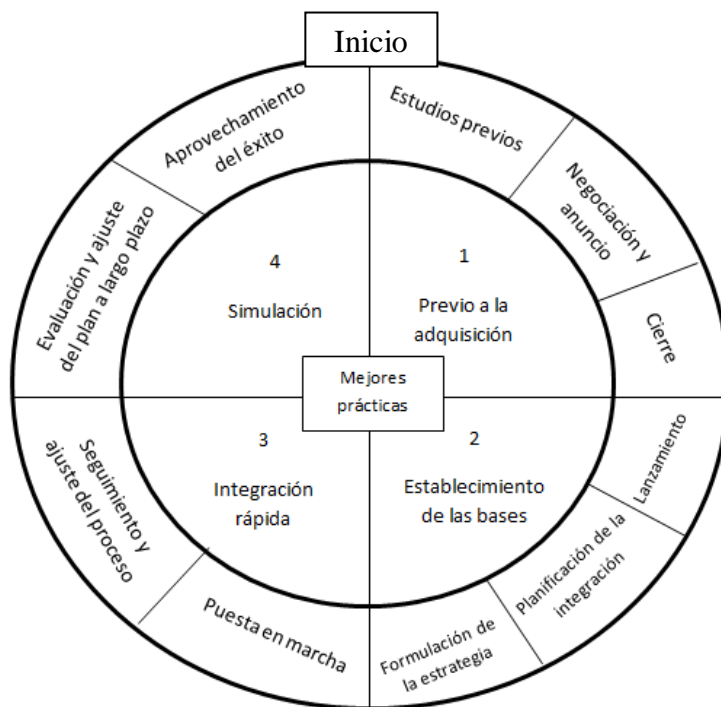 Inicio
Estudios previos
Negociación y
anuncio
Cierre
Lanzamiento
Planificación de la
integración
Formulación de
la estrategia
Puesta en marcha
Seguimiento y
ajuste del proceso
Evaluación y ajuste
del plan a largo plazo
Aprovechamiento
del éxito
1
Previo a la
adquisición
2
Establecimiento
de las bases
3
Integración
rápida
4
Simulación
Mejores
prácticas